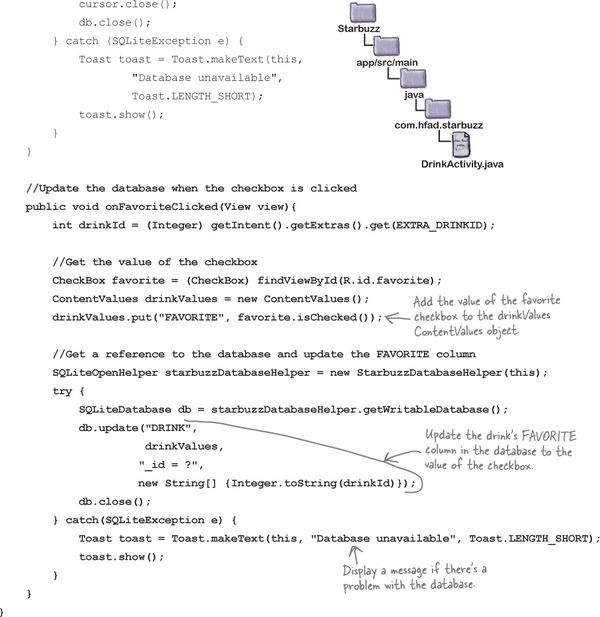 cursor.close();
db.close();
} catch (SQLiteException e) {
Toast toast = Toast.makeText(this,
"Database unavailable",
Toast.LENGTH_SHORT);
toast.show();
}
}
Starbuzz
app/src/main
java
com.hfad.starbuzz
DrinkActivity.java
//Update the database when the checkbox is clicked
public void onFavoriteClicked(View view){
int drinkId = (Integer) getIntent().getExtras().get(EXTRA_DRINKID);
//Get the value of the checkbox
CheckBox favorite = (CheckBox) findViewById(R.id.favorite);
ContentValues drinkValues = new ContentValues();
drinkValues.put("FAVORITE", favorite.isChecked());
Add the value of the favorite
checkbox to the drinkValues
ContentValues object.
//Get a reference to the database and update the FAVORITE column
SQLiteOpenHelper starbuzzDatabaseHelper = new StarbuzzDatabaseHelper(this);
try {
SQLiteDatabase db = starbuzzDatabaseHelper.getWritableDatabase();
db.update("DRINK",
drinkValues,
"_id = ?",
new String[] {Integer.toString(drinkId)});
Update the drink's FAVORITE
column in the database to the
value of the checkbox.
db.close();
} catch(SQLiteException e) {
Toast toast = Toast.makeText(this, "Database unavailable", Toast.LENGTH_SHORT);
toast.show();
}
}
}
Display a message if there's a
problem with the database.